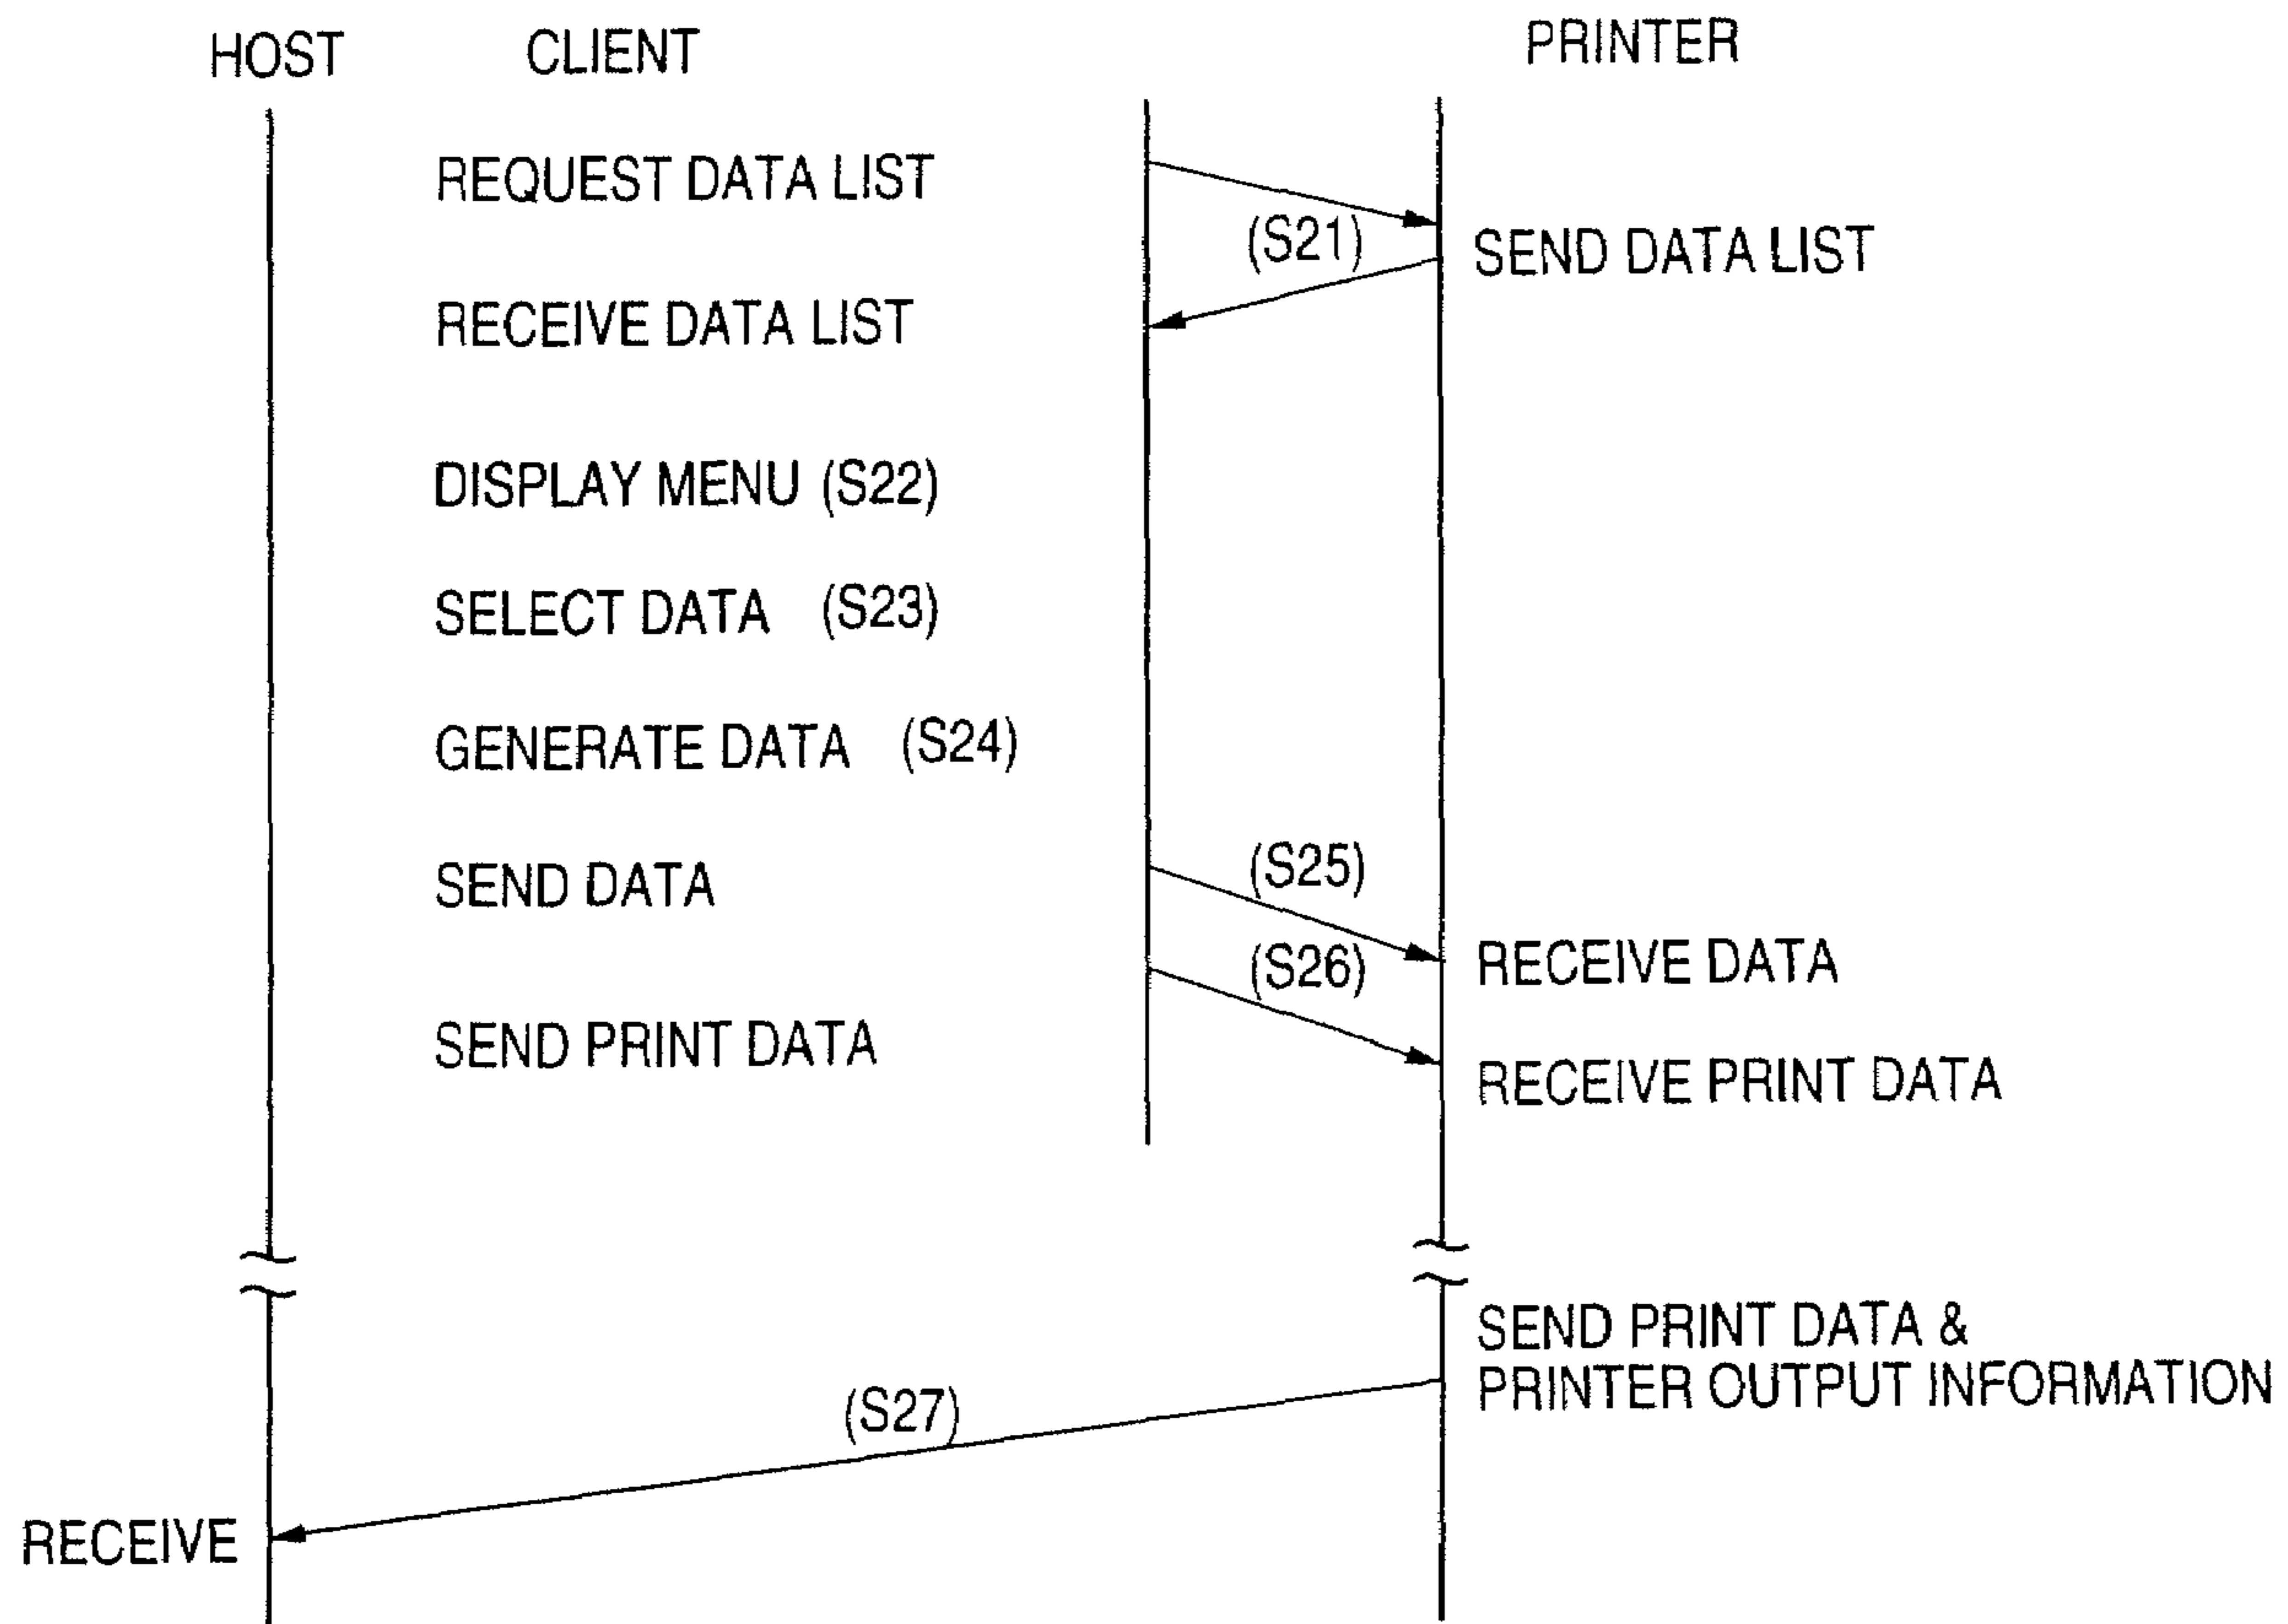 HOST CLIENT PRINTER
REQUEST DATA LIST
(S21) SEND DATA LIST
RECEIVE DATA LIST
DISPLAY MENU (S22)
SELECT DATA (S23)
GENERATE DATA (S24)
SEND DATA (S25)
RECEIVE DATA
(S26)
SEND PRINT DATA
RECEIVE PRINT DATA
SEND PRINT DATA &
PRINTER OUTPUT INFORMATION
(S27)
RECEIVE